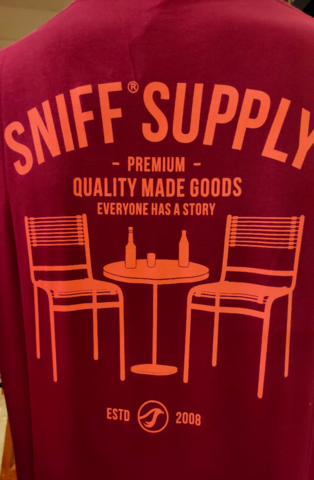 SNIFF® SUPPLY
- PREMIUM -
QUALITY MADE GOODS
EVERYONE HAS A STORY
ESTD 2008